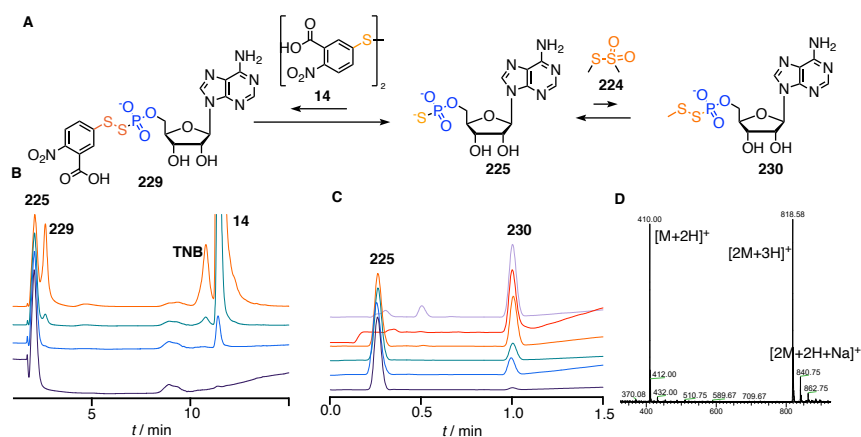 A
HO
O
S
O₂N
2
14
NH₂
N
N
N
N
-O
O
S
S
P
O
O
O₂N
O
OH
OH OH
229
NH₂
N
N
N
N
-O
O
P
-S
O
O
OH OH
225
O
S
S
O
224
NH₂
N
N
N
N
-O
O
S
S
P
O
O
OH OH
230
B
225
229
TNB
14
5
10
t / min
C
225
230
0.0
0.5
1.0
1.5
t / min
D
410.00
[M+2H]⁺
818.58
[2M+3H]⁺
[2M+2H+Na]⁺
412.00
840.75
370.08
432.00
510.75
589.67
709.67
862.75
400
600
800